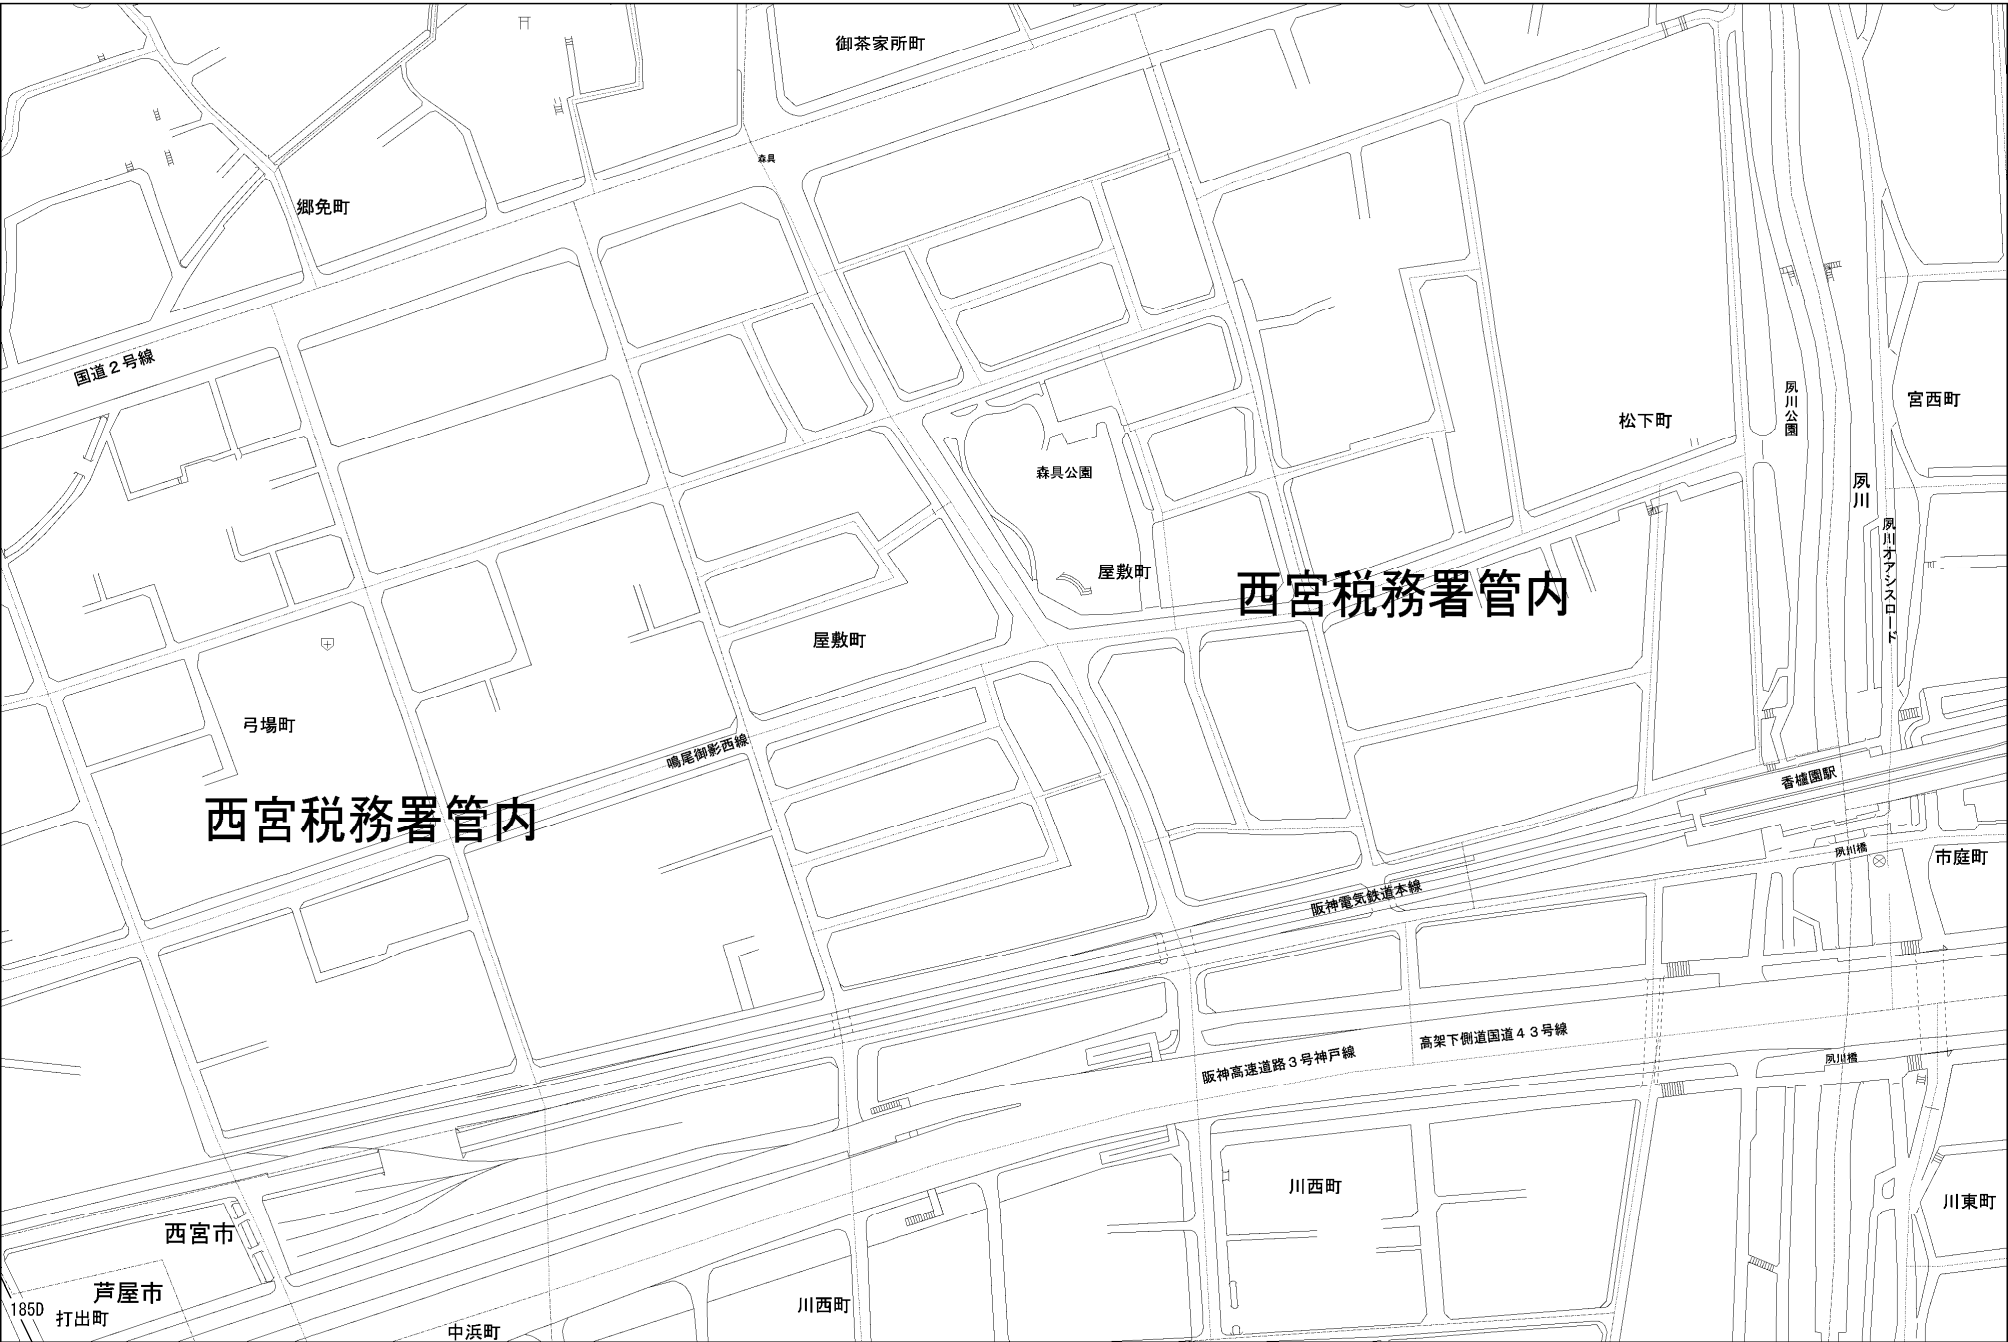 御茶家所町
森具
郷免町
国道２号線
夙川公園
宮西町
松下町
森具公園
夙川
夙川オアシスロード
屋敷町
西宮税務署管内
屋敷町
弓場町
鳴尾御影西線
香櫨園駅
西宮税務署管内
夙川橋
市庭町
阪神電気鉄道本線
高架下側道国道４３号線
阪神高速道路３号神戸線
夙川橋
川西町
川東町
西宮市
芦屋市
185D
打出町
川西町
中浜町